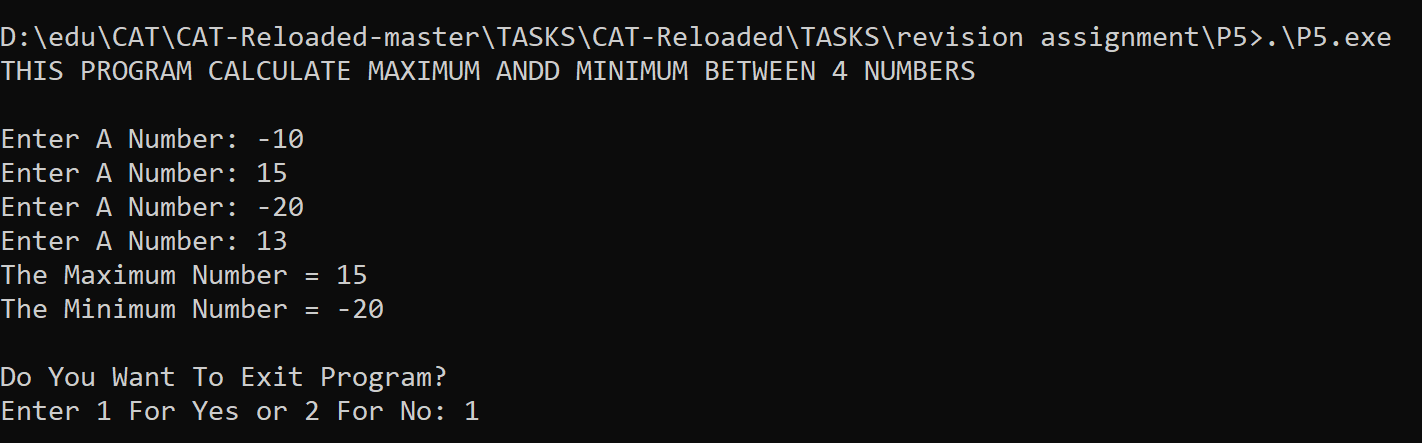 D:\edu\CAT\CAT-Reloaded-master\TASKS\CAT-Reloaded\TASKS\revision assignment\P5>.\P5.exe
THIS PROGRAM CALCULATE MAXIMUM ANDD MINIMUM BETWEEN 4 NUMBERS
Enter A Number: -10
Enter A Number: 15
Enter A Number: -20
Enter A Number: 13
The Maximum Number = 15
The Minimum Number = -20
Do You Want To Exit Program?
Enter 1 For Yes or 2 For No: 1